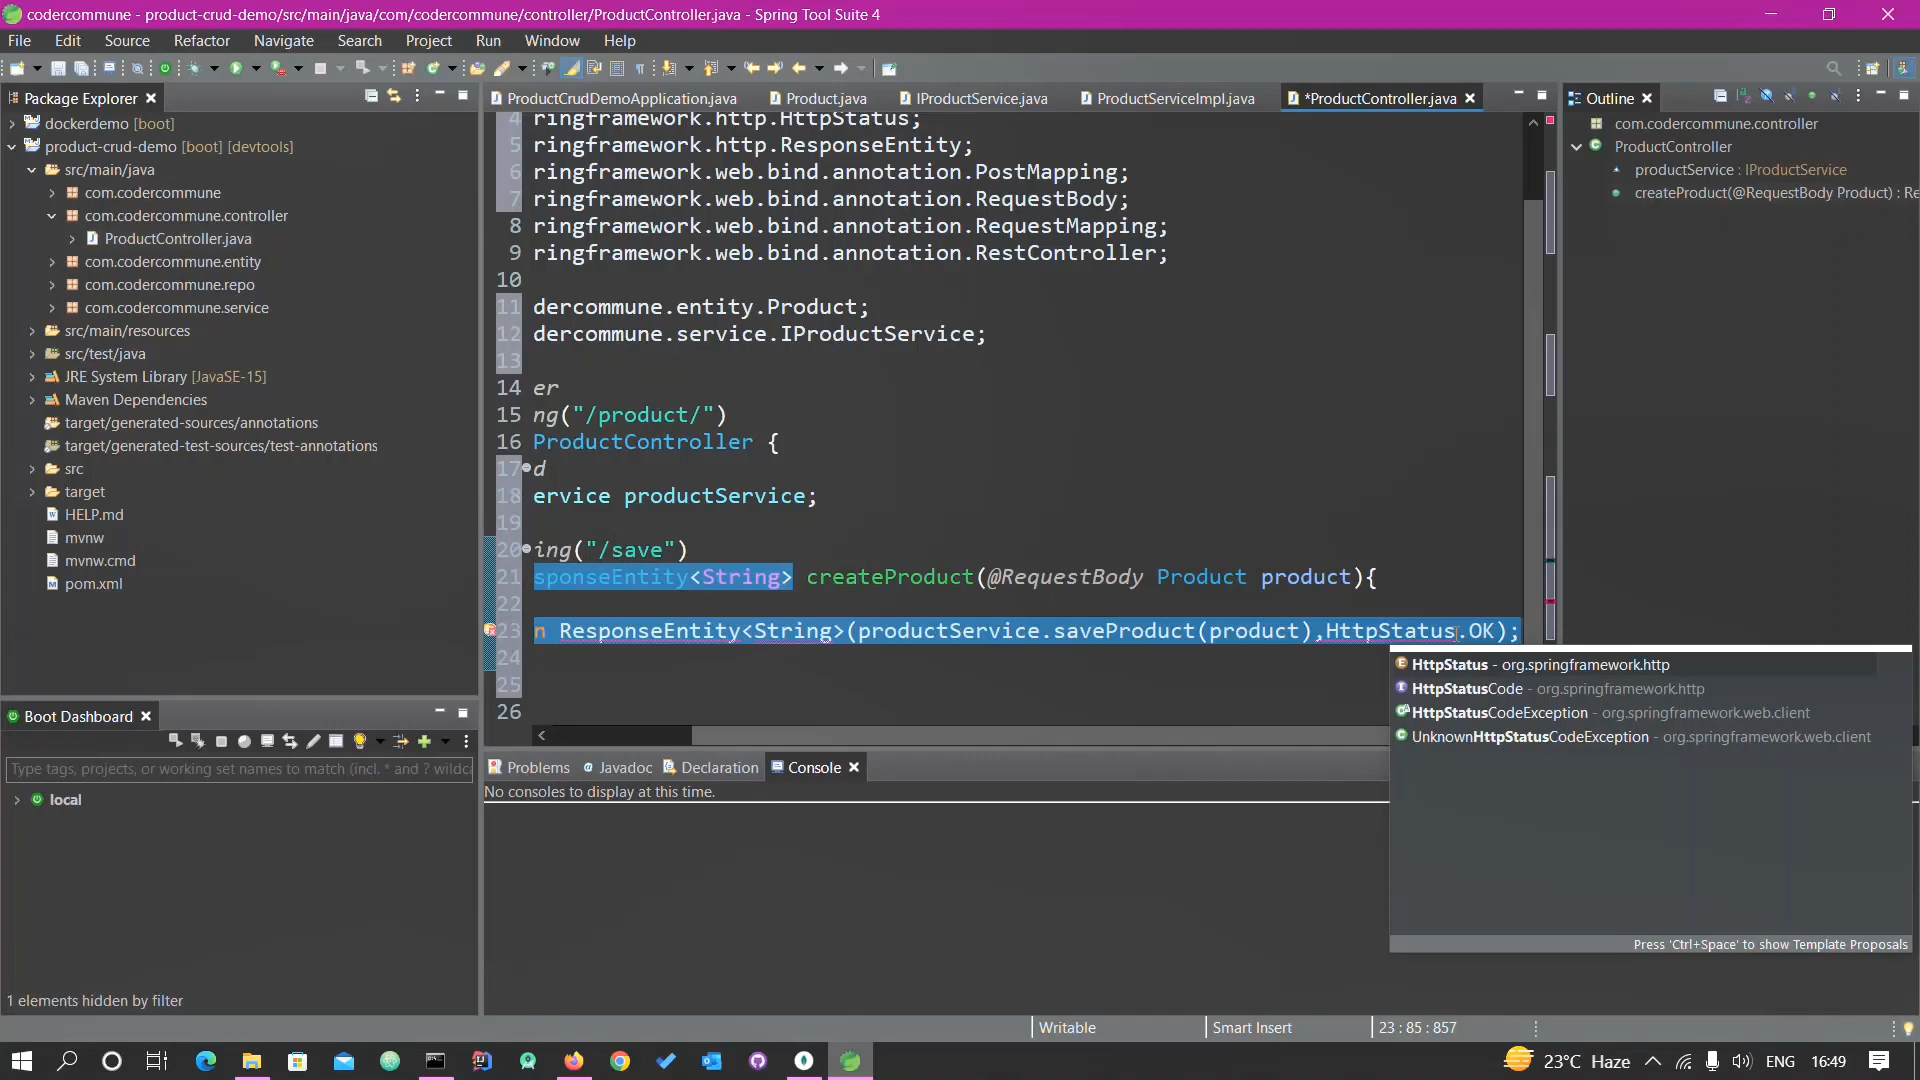 codercommune - product-crud-demo/src/main/java/com/codercommune/controller/ProductController.java - Spring Tool Suite 4
File Edit Source Refactor Navigate Search Project Run Window Help
Package Explorer
dockerdemo [boot]
product-crud-demo [boot] [devtools]
src/main/java
com.codercommune
com.codercommune.controller
ProductController.java
com.codercommune.entity
com.codercommune.repo
com.codercommune.service
src/main/resources
src/test/java
JRE System Library [JavaSE-15]
Maven Dependencies
target/generated-sources/annotations
target/generated-test-sources/test-annotations
src
target
HELP.md
mvnw
mvnw.cmd
pom.xml
Boot Dashboard
Type tags, projects, or working set names to match (incl. * and ? wildca
local
1 elements hidden by filter
ProductCrudDemoApplication.java Product.java IProductService.java ProductServiceImpl.java *ProductController.java
4 ringframework.http.HttpStatus;
5 ringframework.http.ResponseEntity;
6 ringframework.web.bind.annotation.PostMapping;
7 ringframework.web.bind.annotation.RequestBody;
8 ringframework.web.bind.annotation.RequestMapping;
9 ringframework.web.bind.annotation.RestController;
10
11 dercommune.entity.Product;
12 dercommune.service.IProductService;
13
14 er
15 ng("/product/")
16 ProductController {
17 d
18 ervice productService;
19
20 ing("/save")
21 sponseEntity<String> createProduct(@RequestBody Product product){
22
23 n ResponseEntity<String>(productService.saveProduct(product),HttpStatus.OK);
24
25
26
HttpStatus - org.springframework.http
HttpStatusCode - org.springframework.http
HttpStatusCodeException - org.springframework.web.client
UnknownHttpStatusCodeException - org.springframework.web.client
Press 'Ctrl+Space' to show Template Proposals
Problems Javadoc Declaration Console
No consoles to display at this time.
Outline
com.codercommune.controller
ProductController
productService : IProductService
createProduct(@RequestBody Product) : Re
Writable Smart Insert 23 : 85 : 857
23°C Haze ENG 16:49